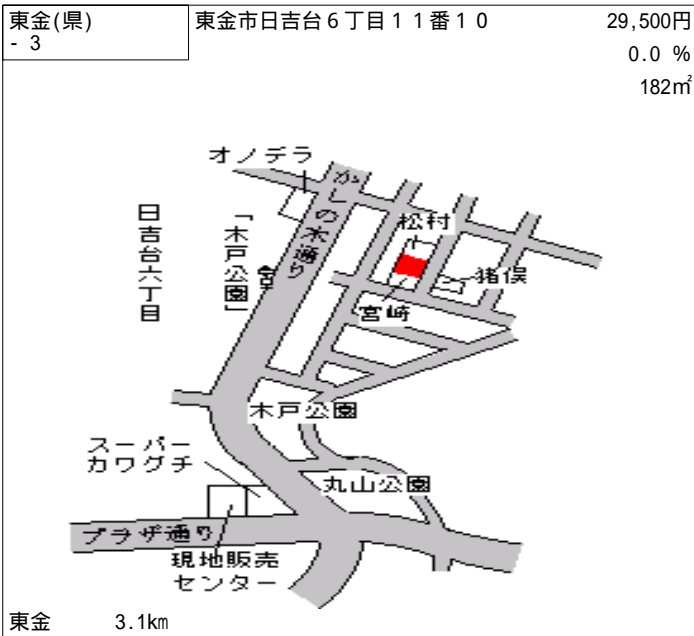 東金(県)
- 3
東金市日吉台6丁目11番10
29,500円
0.0 %
182㎡
オノデラ
かしの木通り
「木戸公園」
日吉台六丁目
松村
猪俣
宮崎
木戸公園
スーパー
カワグチ
丸山公園
プラザ通り
現地販売
センター
東金 3.1km